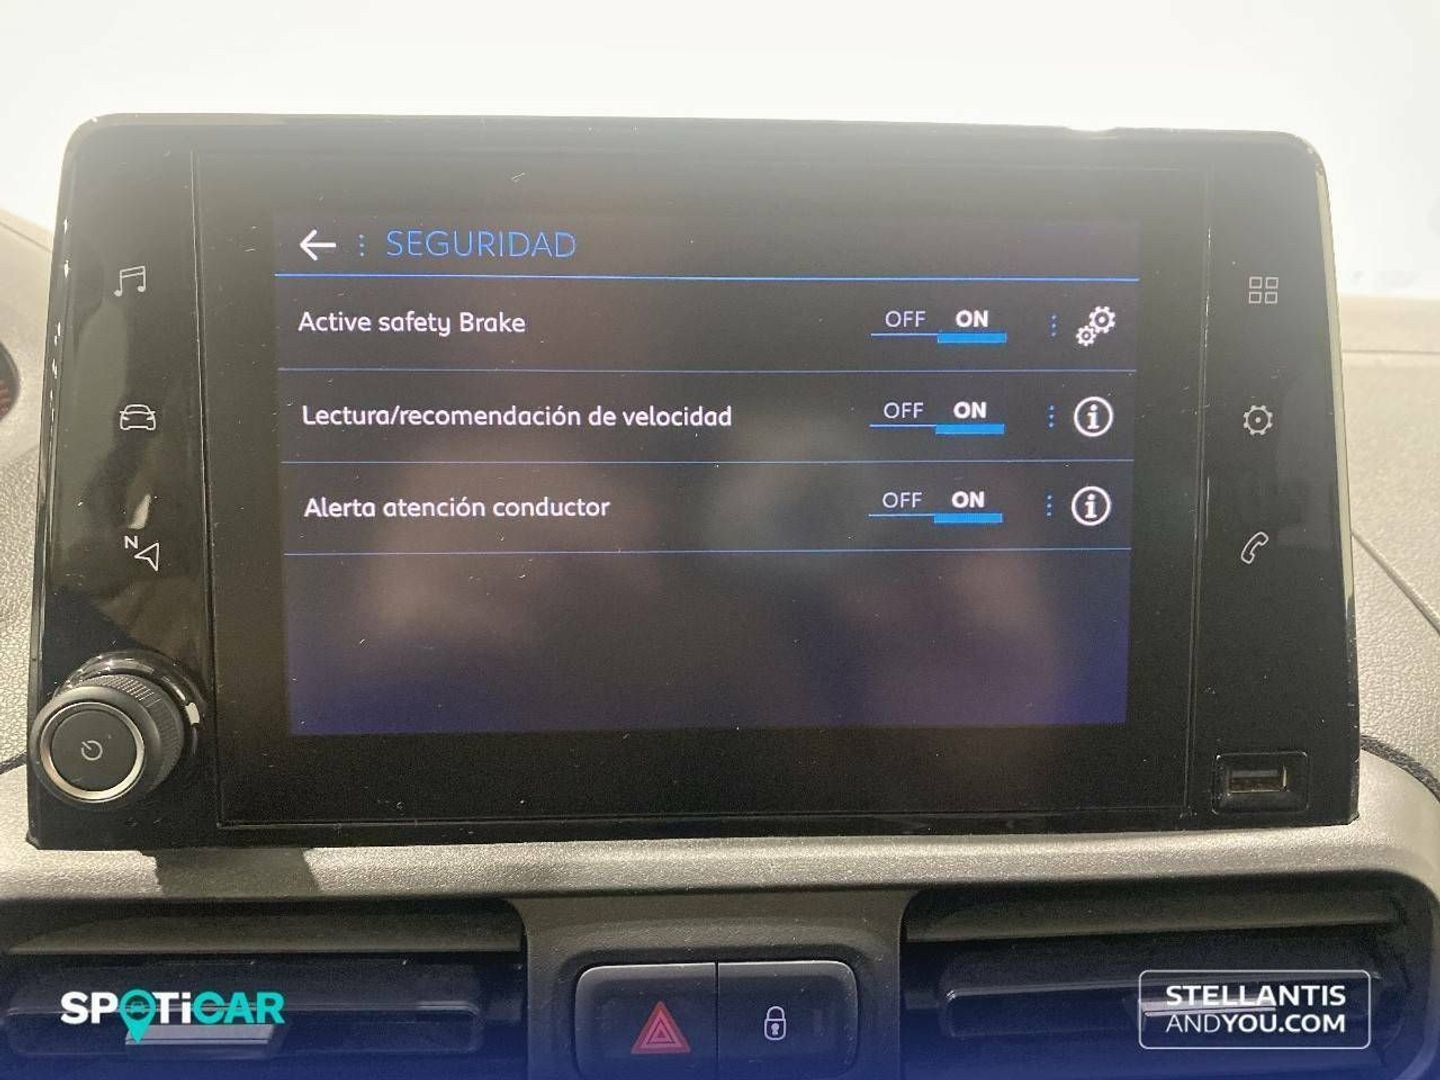 SEGURIDAD
Active safety Brake OFF ON
Lectura/recomendación de velocidad OFF ON
Alerta atención conductor OFF ON
N
SPOTiCAR
STELLANTIS
ANDYOU.COM